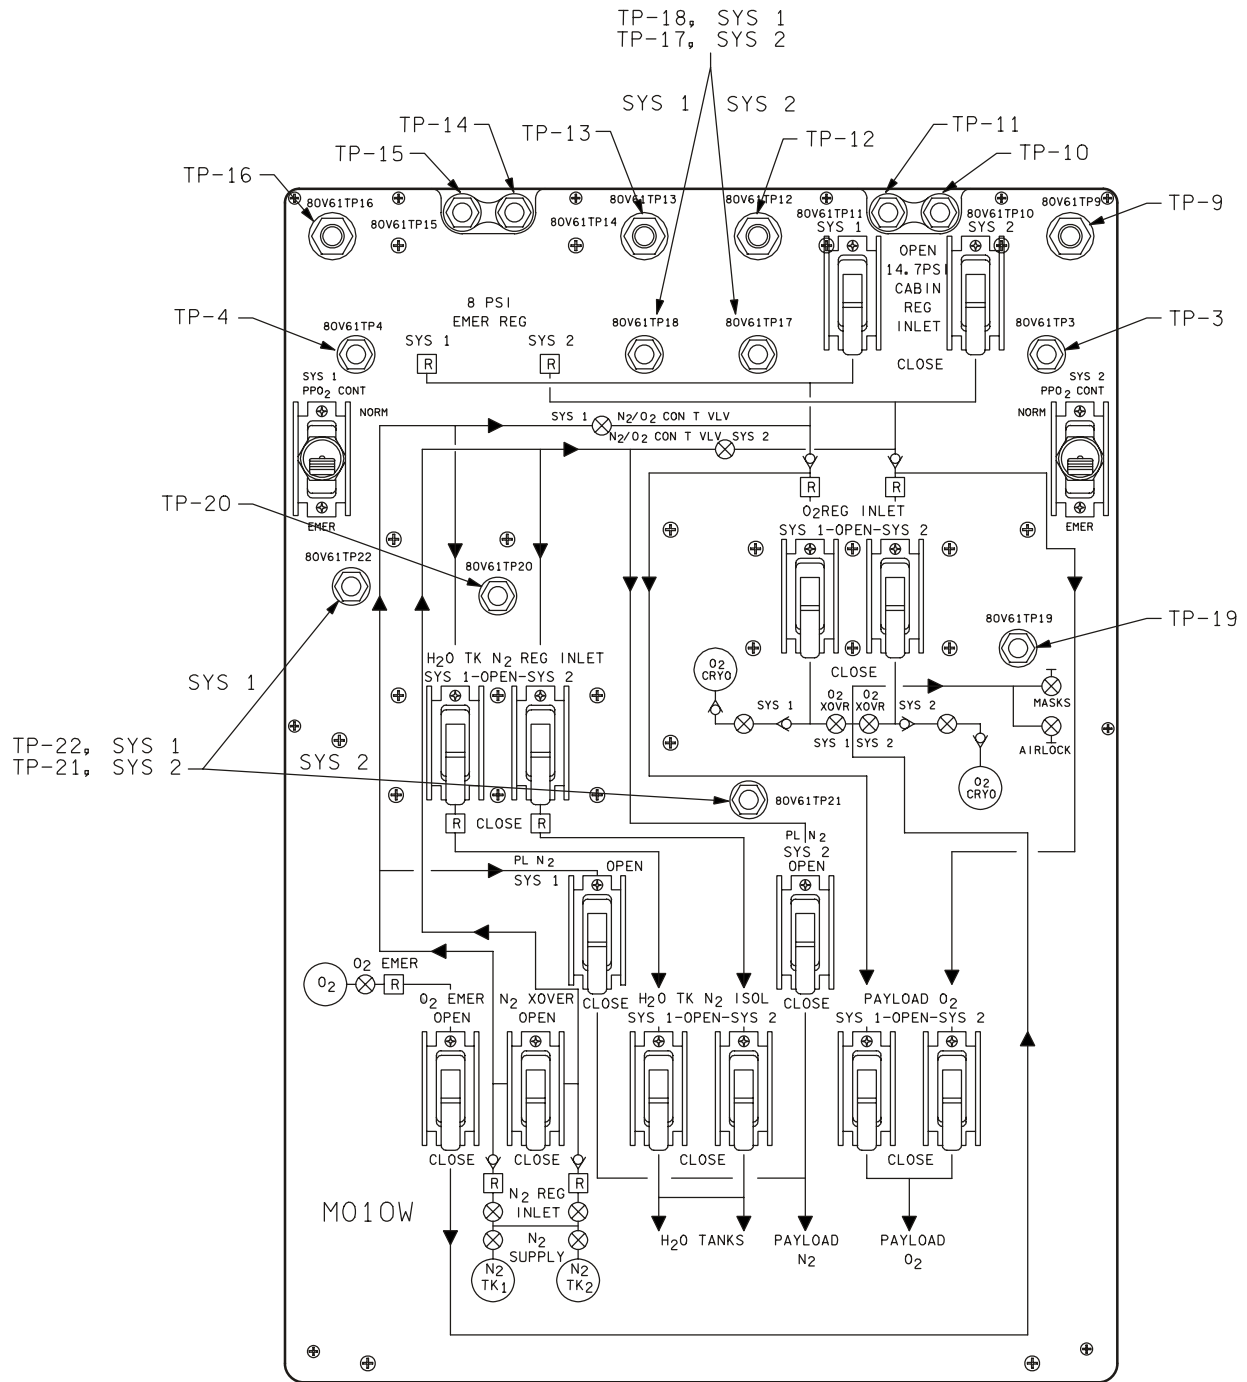 TP-18, SYS 1
TP-17, SYS 2
SYS 1 SYS 2
TP-16 TP-15 TP-14 TP-13 TP-12 TP-11 TP-10 TP-9
80V61TP16 80V61TP15 80V61TP14 80V61TP13 80V61TP12 80V61TP11 80V61TP10 80V61TP9
SYS 1 SYS 2
OPEN
14.7PSI
CABIN
REG
INLET
CLOSE
8 PSI
EMER REG
SYS 1 SYS 2
R R
TP-4 TP-3
80V61TP4 80V61TP18 80V61TP17 80V61TP3
SYS 1
PPO2 CONT
NORM
EMER
SYS 2
PPO2 CONT
NORM
EMER
SYS 1 N2/O2 CON T VLV
N2/O2 CON T VLV SYS 2
R R
O2REG INLET
SYS 1-OPEN-SYS 2
CLOSE
TP-20
80V61TP22 80V61TP20
80V61TP19
TP-19
H2O TK N2 REG INLET
SYS 1-OPEN-SYS 2
R CLOSE R
SYS 1
TP-22, SYS 1
TP-21, SYS 2
SYS 2
80V61TP21
O2
CRYO
SYS 1
O2
XOVR
O2
XOVR
SYS 2
SYS 1 SYS 2
MASKS
AIRLOCK
O2
CRYO
PL N2
SYS 1
OPEN
CLOSE
PL N2
SYS 2
OPEN
CLOSE
O2
O2 EMER
R
O2 EMER
OPEN
CLOSE
N2 XOVER
OPEN
CLOSE
H2O TK N2 ISOL
SYS 1-OPEN-SYS 2
CLOSE
PAYLOAD O2
SYS 1-OPEN-SYS 2
CLOSE
R R
N2 REG
INLET
N2
SUPPLY
N2
TK1
N2
TK2
H2O TANKS
PAYLOAD
N2
PAYLOAD
O2
MO10W